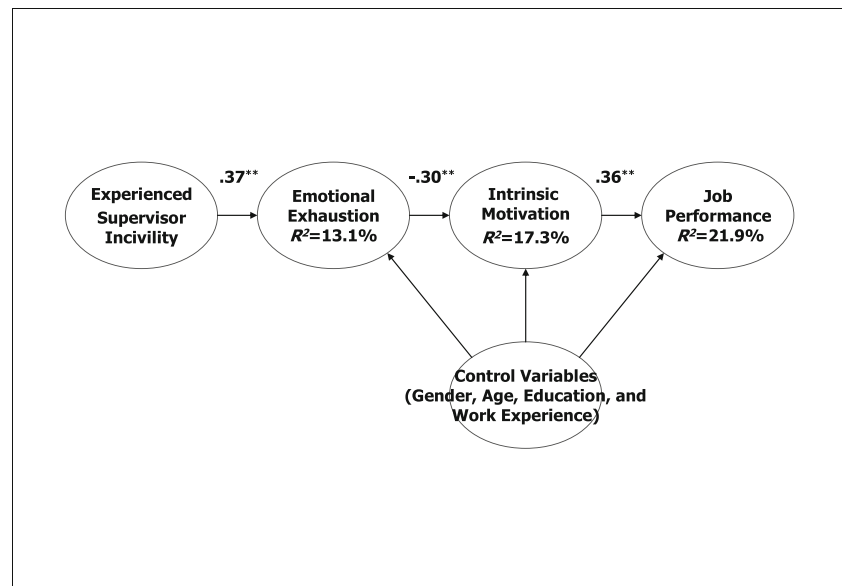 .37**
-.30**
.36**
Experienced
Supervisor
Incivility
Emotional
Exhaustion
R²=13.1%
Intrinsic
Motivation
R²=17.3%
Job
Performance
R²=21.9%
Control Variables
(Gender, Age, Education, and
Work Experience)